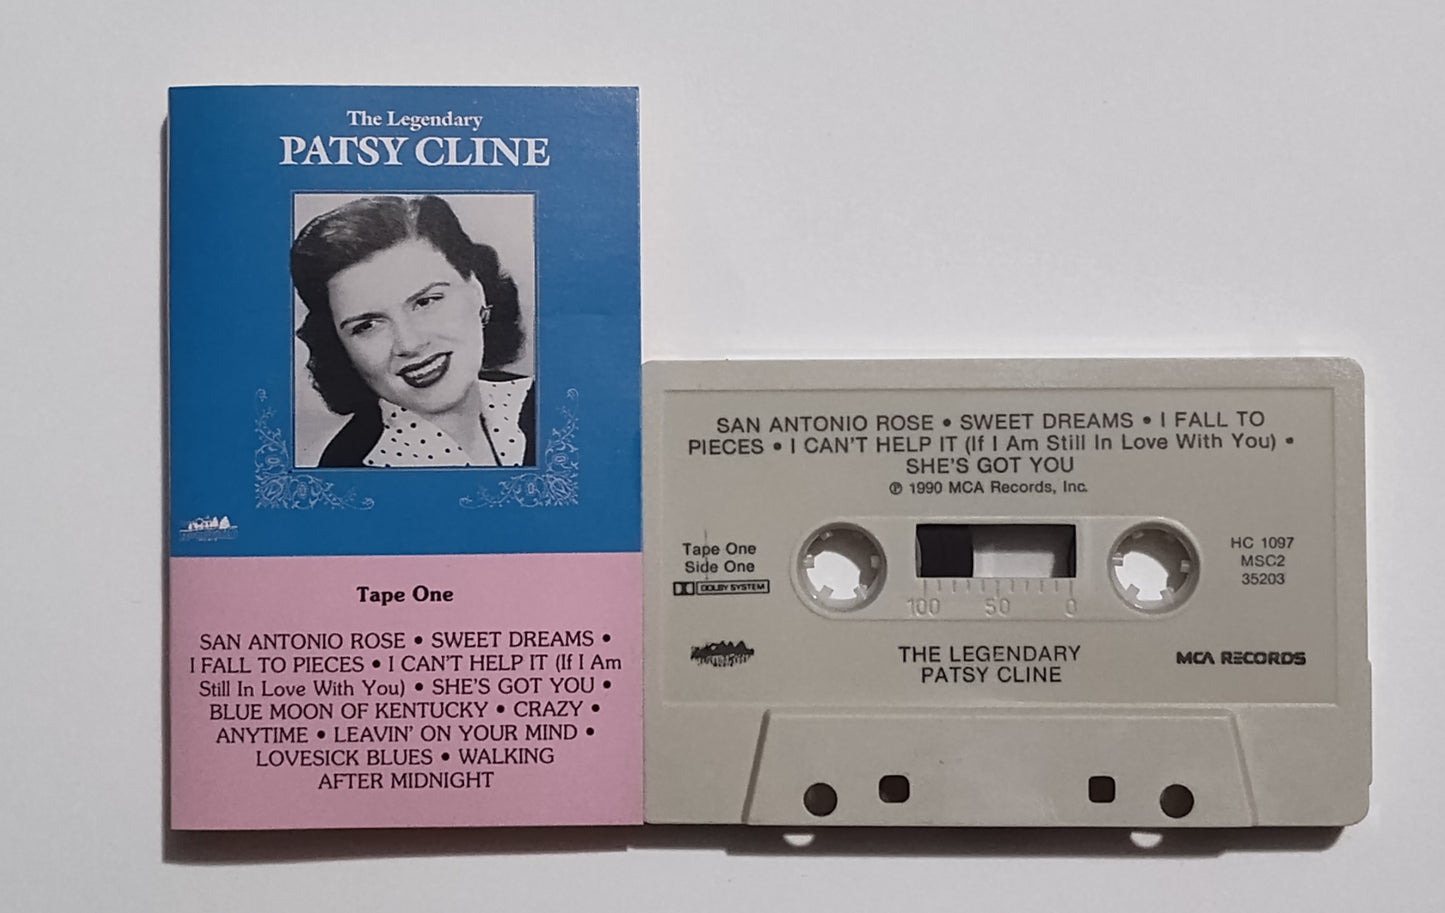 The Legendary
PATSY CLINE
Tape One
SAN ANTONIO ROSE • SWEET DREAMS •
I FALL TO PIECES • I CAN'T HELP IT (If I Am
Still In Love With You) • SHE'S GOT YOU •
BLUE MOON OF KENTUCKY • CRAZY •
ANYTIME • LEAVIN' ON YOUR MIND •
LOVESICK BLUES • WALKING
AFTER MIDNIGHT
SAN ANTONIO ROSE • SWEET DREAMS • I FALL TO
PIECES • I CAN'T HELP IT (If I Am Still In Love With You) •
SHE'S GOT YOU
℗ 1990 MCA Records, Inc.
Tape One
Side One
DOLBY SYSTEM
100 50 0
HC 1097
MSC2
35203
THE LEGENDARY
PATSY CLINE
MCA RECORDS